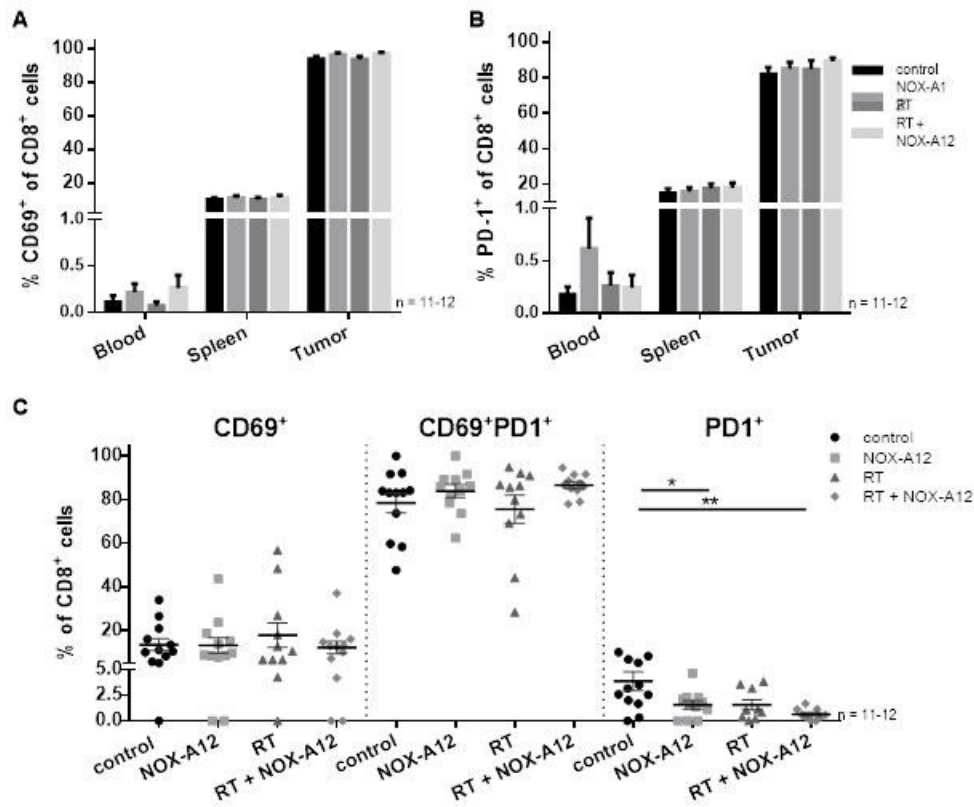 A
% CD69+ of CD8+ cells
100
80
60
40
20
1.0
0.5
0.0
Blood
Spleen
Tumor
n = 11-12
B
% PD-1+ of CD8+ cells
100
80
60
40
20
1.0
0.5
0.0
Blood
Spleen
Tumor
n = 11-12
control
NOX-A1
RT
RT +
NOX-A12
C
CD69+
CD69+PD1+
PD1+
% of CD8+ cells
100
80
60
40
20
5.0
2.5
0.0
*
**
control
NOX-A12
RT
RT + NOX-A12
n = 11-12
control
NOX-A12
RT
RT + NOX-A12
control
NOX-A12
RT
RT + NOX-A12
control
NOX-A12
RT
RT + NOX-A12